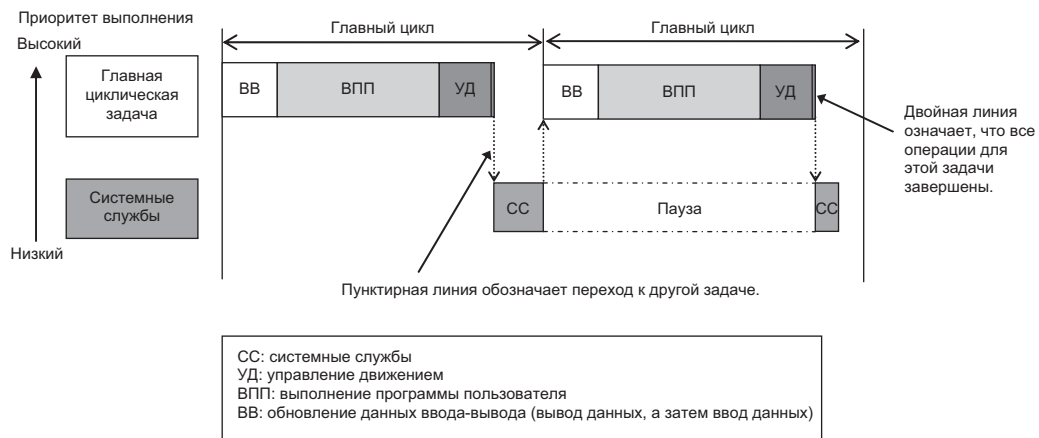 Приоритет выполнения
Высокий
Главный цикл
Главный цикл
Главная
циклическая
задача
ВВ
ВПП
УД
ВВ
ВПП
УД
Двойная линия
означает, что все
операции для
этой задачи
завершены.
Системные
службы
СС
Пауза
СС
Низкий
Пунктирная линия обозначает переход к другой задаче.
СС: системные службы
УД: управление движением
ВПП: выполнение программы пользователя
ВВ: обновление данных ввода-вывода (вывод данных, а затем ввод данных)